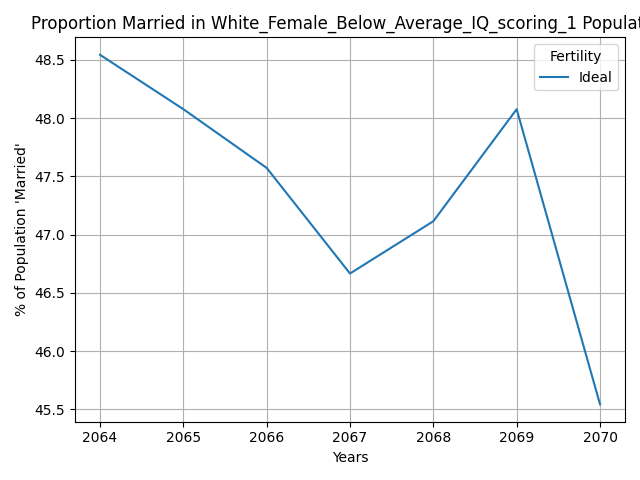 Proportion Married in White_Female_Below_Average_IQ_scoring_1 Populat
Fertility
Ideal
% of Population 'Married'
48.5
48.0
47.5
47.0
46.5
46.0
45.5
2064 2065 2066 2067 2068 2069 2070
Years